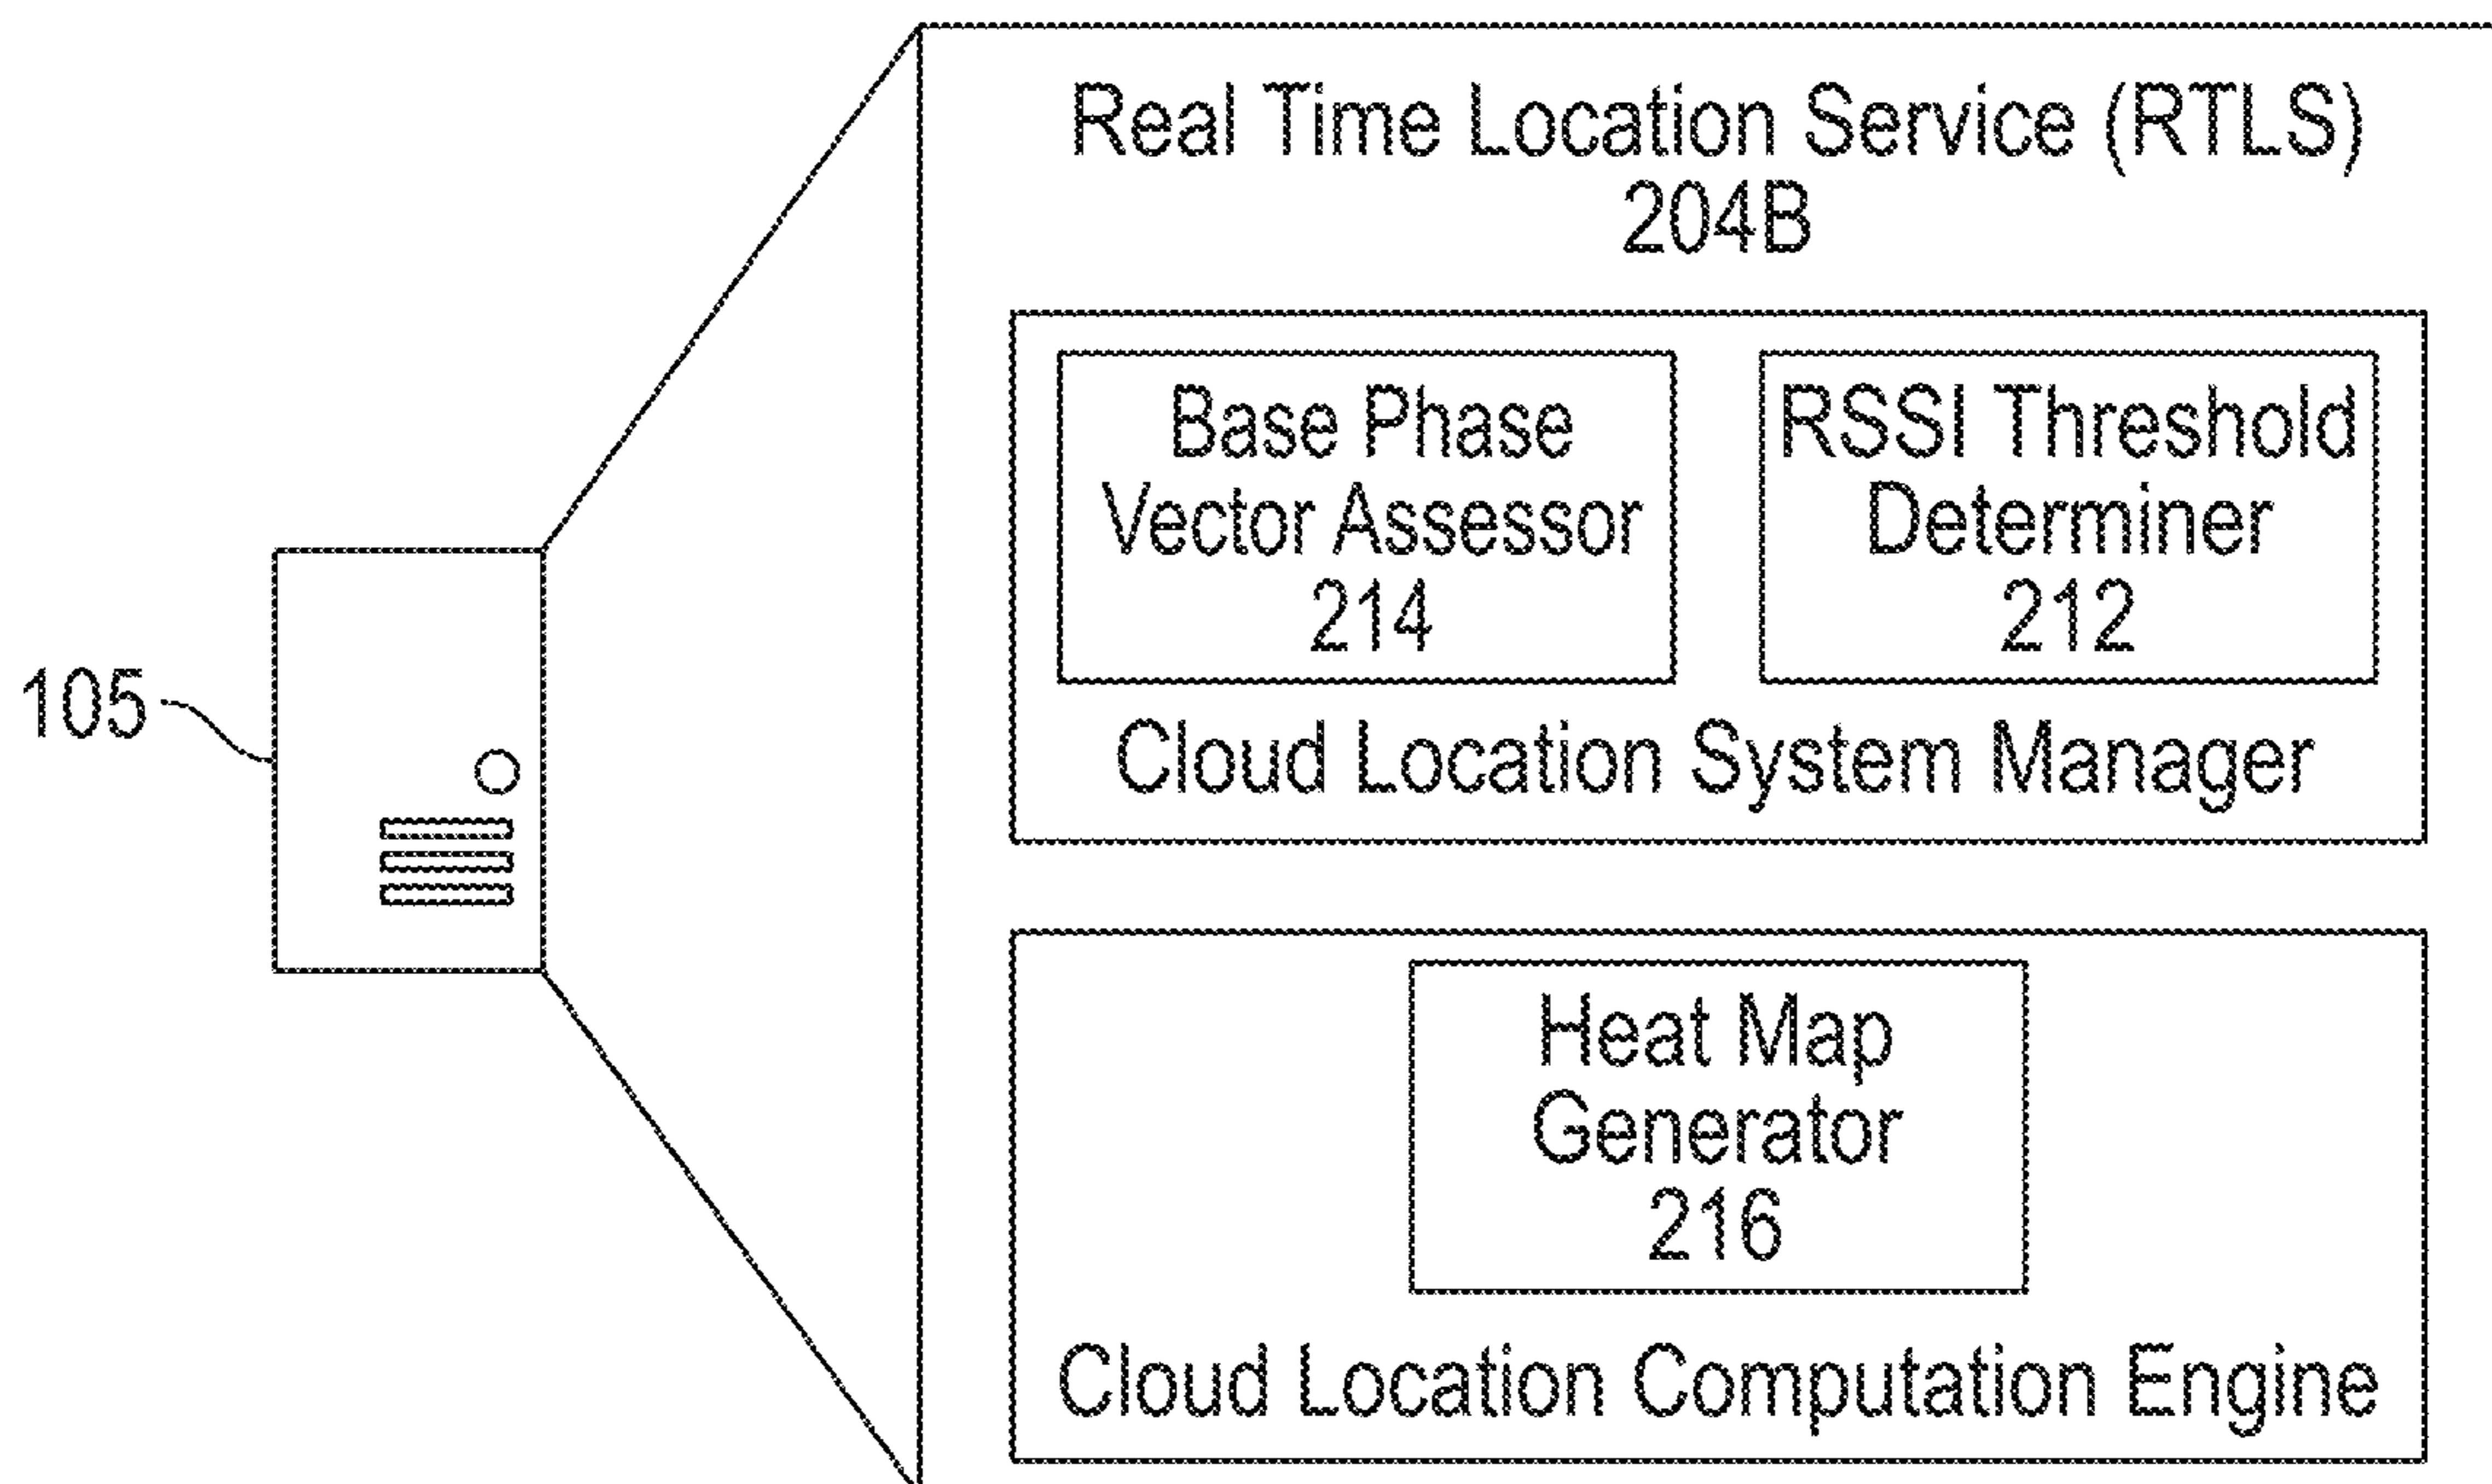 Real Time Location Service (RTLS)
204B
Base Phase
Vector Assessor
214
RSSI Threshold
Determiner
212
Cloud Location System Manager
105
Heat Map
Generator
216
Cloud Location Computation Engine